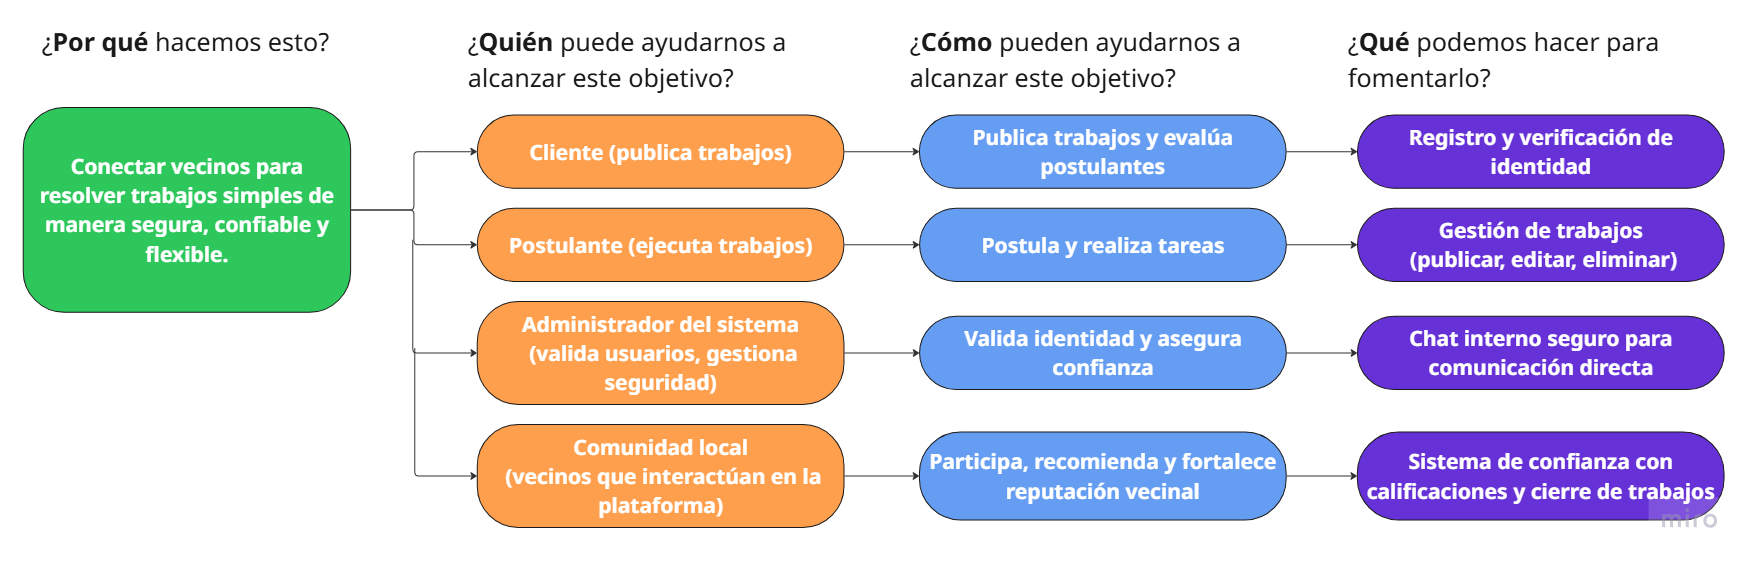 ¿Por qué hacemos esto?
¿Quién puede ayudarnos a
alcanzar este objetivo?
¿Cómo pueden ayudarnos a
alcanzar este objetivo?
¿Qué podemos hacer para
fomentarlo?
Conectar vecinos para
resolver trabajos simples de
manera segura, confiable y
flexible.
Cliente (publica trabajos)
Publica trabajos y evalúa
postulantes
Registro y verificación de
identidad
Postulante (ejecuta trabajos)
Postula y realiza tareas
Gestión de trabajos
(publicar, editar, eliminar)
Administrador del sistema
(valida usuarios, gestiona
seguridad)
Valida identidad y asegura
confianza
Chat interno seguro para
comunicación directa
Comunidad local
(vecinos que interactúan en la
plataforma)
Participa, recomienda y fortalece
reputación vecinal
Sistema de confianza con
calificaciones y cierre de trabajos
miro